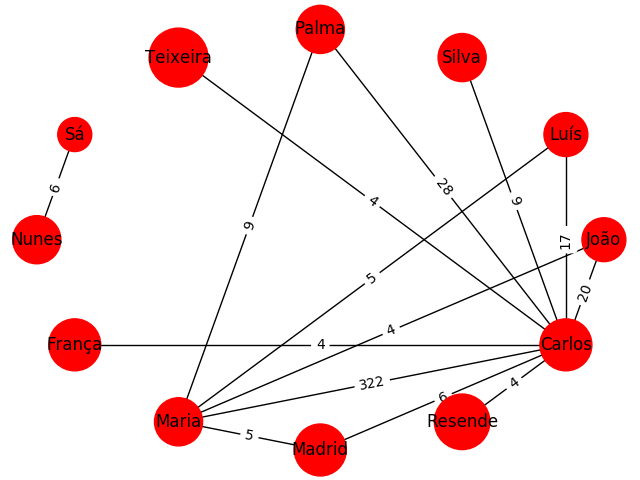 Palma
Teixeira
Silva
Sá
Luís
28
6
4
9
9
Nunes
João
17
5
20
4
França
4
Carlos
322
4
6
Maria
Resende
5
Madrid